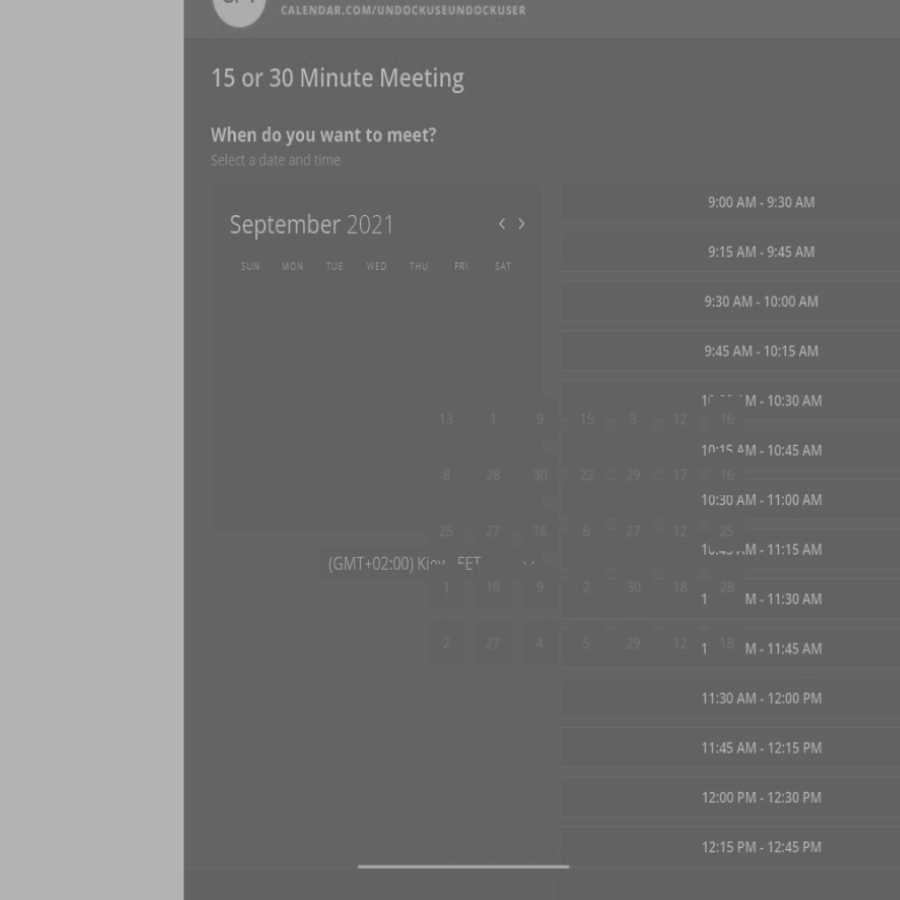 CALENDAR.COM/UNDOCKUSEUNDOCKUSER
15 or 30 Minute Meeting
When do you want to meet?
Select a date and time
September 2021
SUN MON TUE WED THU FRI SAT
9:00 AM - 9:30 AM
9:15 AM - 9:45 AM
9:30 AM - 10:00 AM
9:45 AM - 10:15 AM
M - 10:30 AM
13 1 9 15 3 12 16
10:15 AM - 10:45 AM
8 28 30 22 29 17 16
10:30 AM - 11:00 AM
25 27 16 6 27 12 25
10:45 AM - 11:15 AM
(GMT+02:00) Kiev EET
1 19 9 2 30 18 28
1 M - 11:30 AM
2 27 4 5 29 12 18
1 M - 11:45 AM
11:30 AM - 12:00 PM
11:45 AM - 12:15 PM
12:00 PM - 12:30 PM
12:15 PM - 12:45 PM